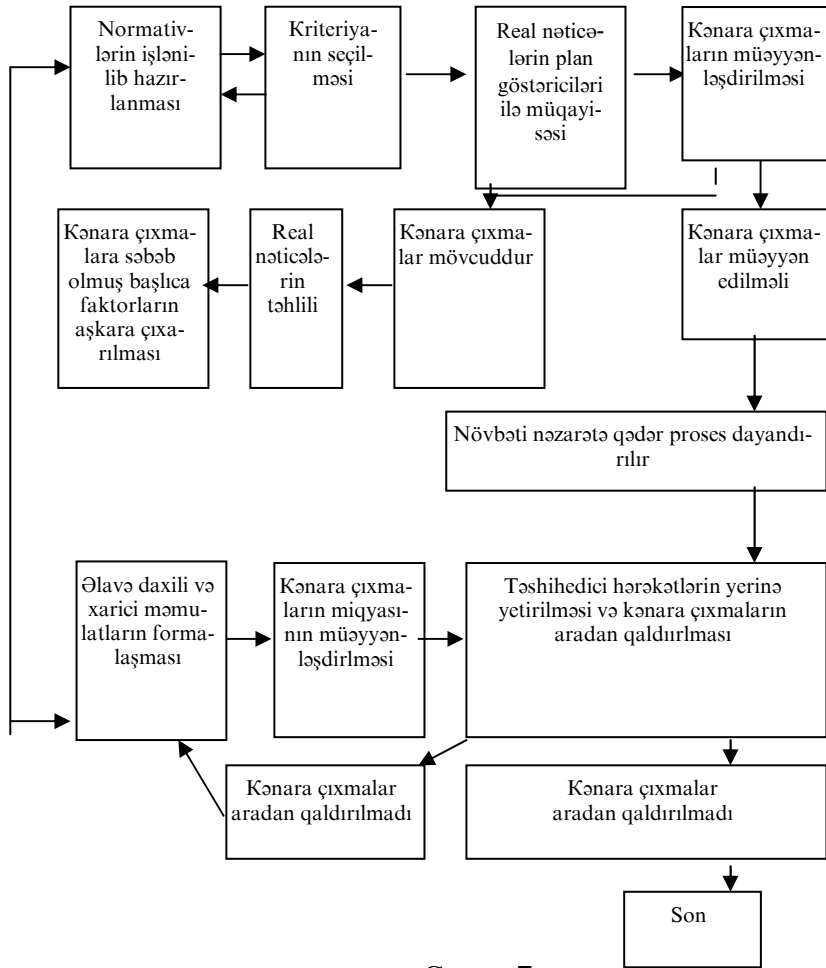 Normativ-
lərin işləni-
lib hazır-
lanması
Kriteriya-
nın seçil-
məsi
Real nəticə-
lərin plan
göstəriciləri
ilə müqayi-
səsi
Kənara çıxma-
ların müəyyən-
ləşdirilməsi
Kənara çıxma-
lara səbəb
olmuş başlıca
faktorların
aşkara çıxa-
rılması
Real
nəticələ-
rin
təhlili
Kənara çıxma-
lar mövcuddur
Kənara çıxma-
lar müəyyən
edilməli
Növbəti nəzarətə qədər proses dayandı-
rılır
Əlavə daxili və
xarici məmu-
latların forma-
laşması
Kənara çıxma-
ların miqyası-
nın müəyyən-
ləşdirlməsi
Təshihedici hərəkətlərin yerinə
yetirilməsi və kənara çıxmaların
aradan qaldıırlması
Kənara çıxmalar
aradan qaldırılmadı
Kənara çıxmalar
aradan qaldırılmadı
Son